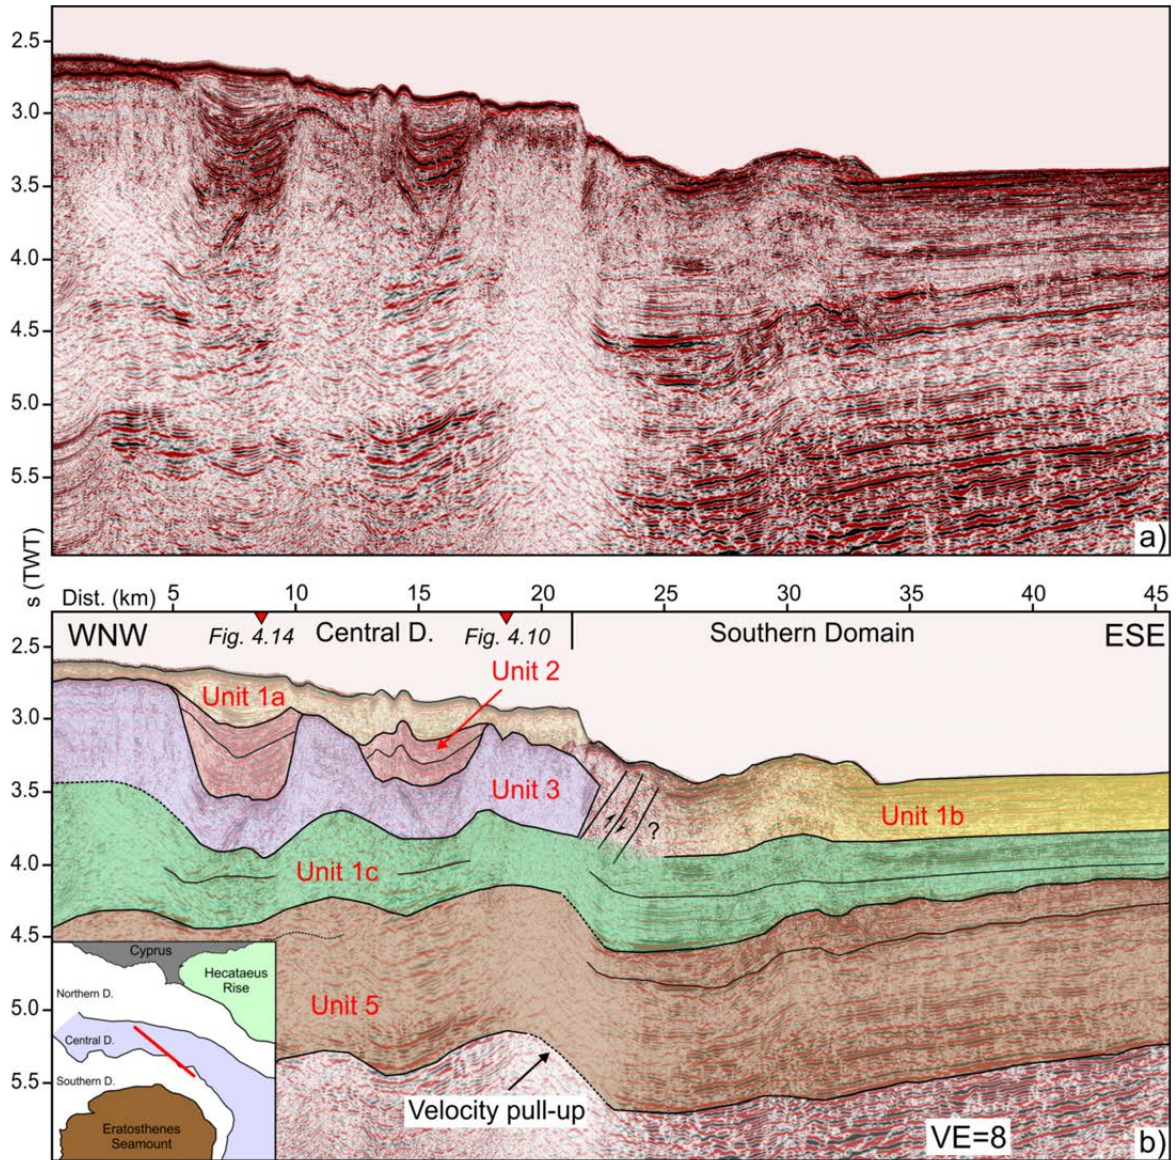 2.5
3.0
3.5
4.0
4.5
5.0
5.5
a)
s (TWT)
Dist. (km) 5 10 15 20 25 30 35 40 45
2.5
3.0
3.5
4.0
4.5
5.0
5.5
WNW Fig. 4.14 Central D. Fig. 4.10 Southern Domain ESE
Unit 2
Unit 1a
Unit 3
Unit 1b
?
Unit 1c
Unit 5
Velocity pull-up
VE=8
b)
Cyprus
Hecataeus
Rise
Northern D.
Central D.
Southern D.
Eratosthenes
Seamount